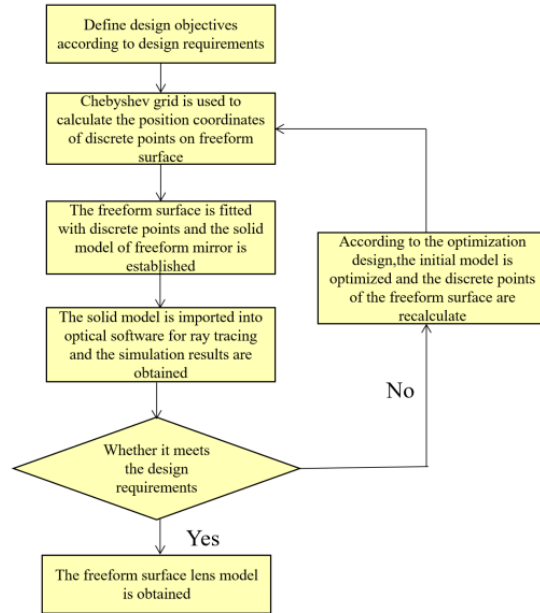 Define design objectives
according to design requirements
Chebyshev grid is used to
calculate the position coordinates
of discrete points on freeform
surface
The freeform surface is fitted
with discrete points and the solid
model of freeform mirror is
established
According to the optimization
design,the initial model is
optimized and the discrete points
of the freeform surface are
recalculate
The solid model is imported into
optical software for ray tracing
and the simulation results are
obtained
No
Whether it meets
the design
requirements
Yes
The freeform surface lens model
is obtained